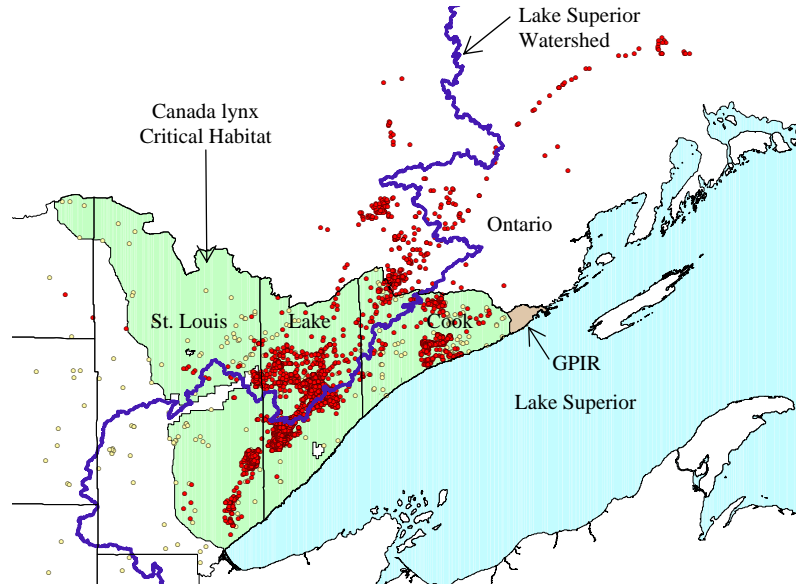 Lake Superior
Watershed
Canada lynx
Critical Habitat
Ontario
St. Louis
Lake
Cook
GPIR
Lake Superior